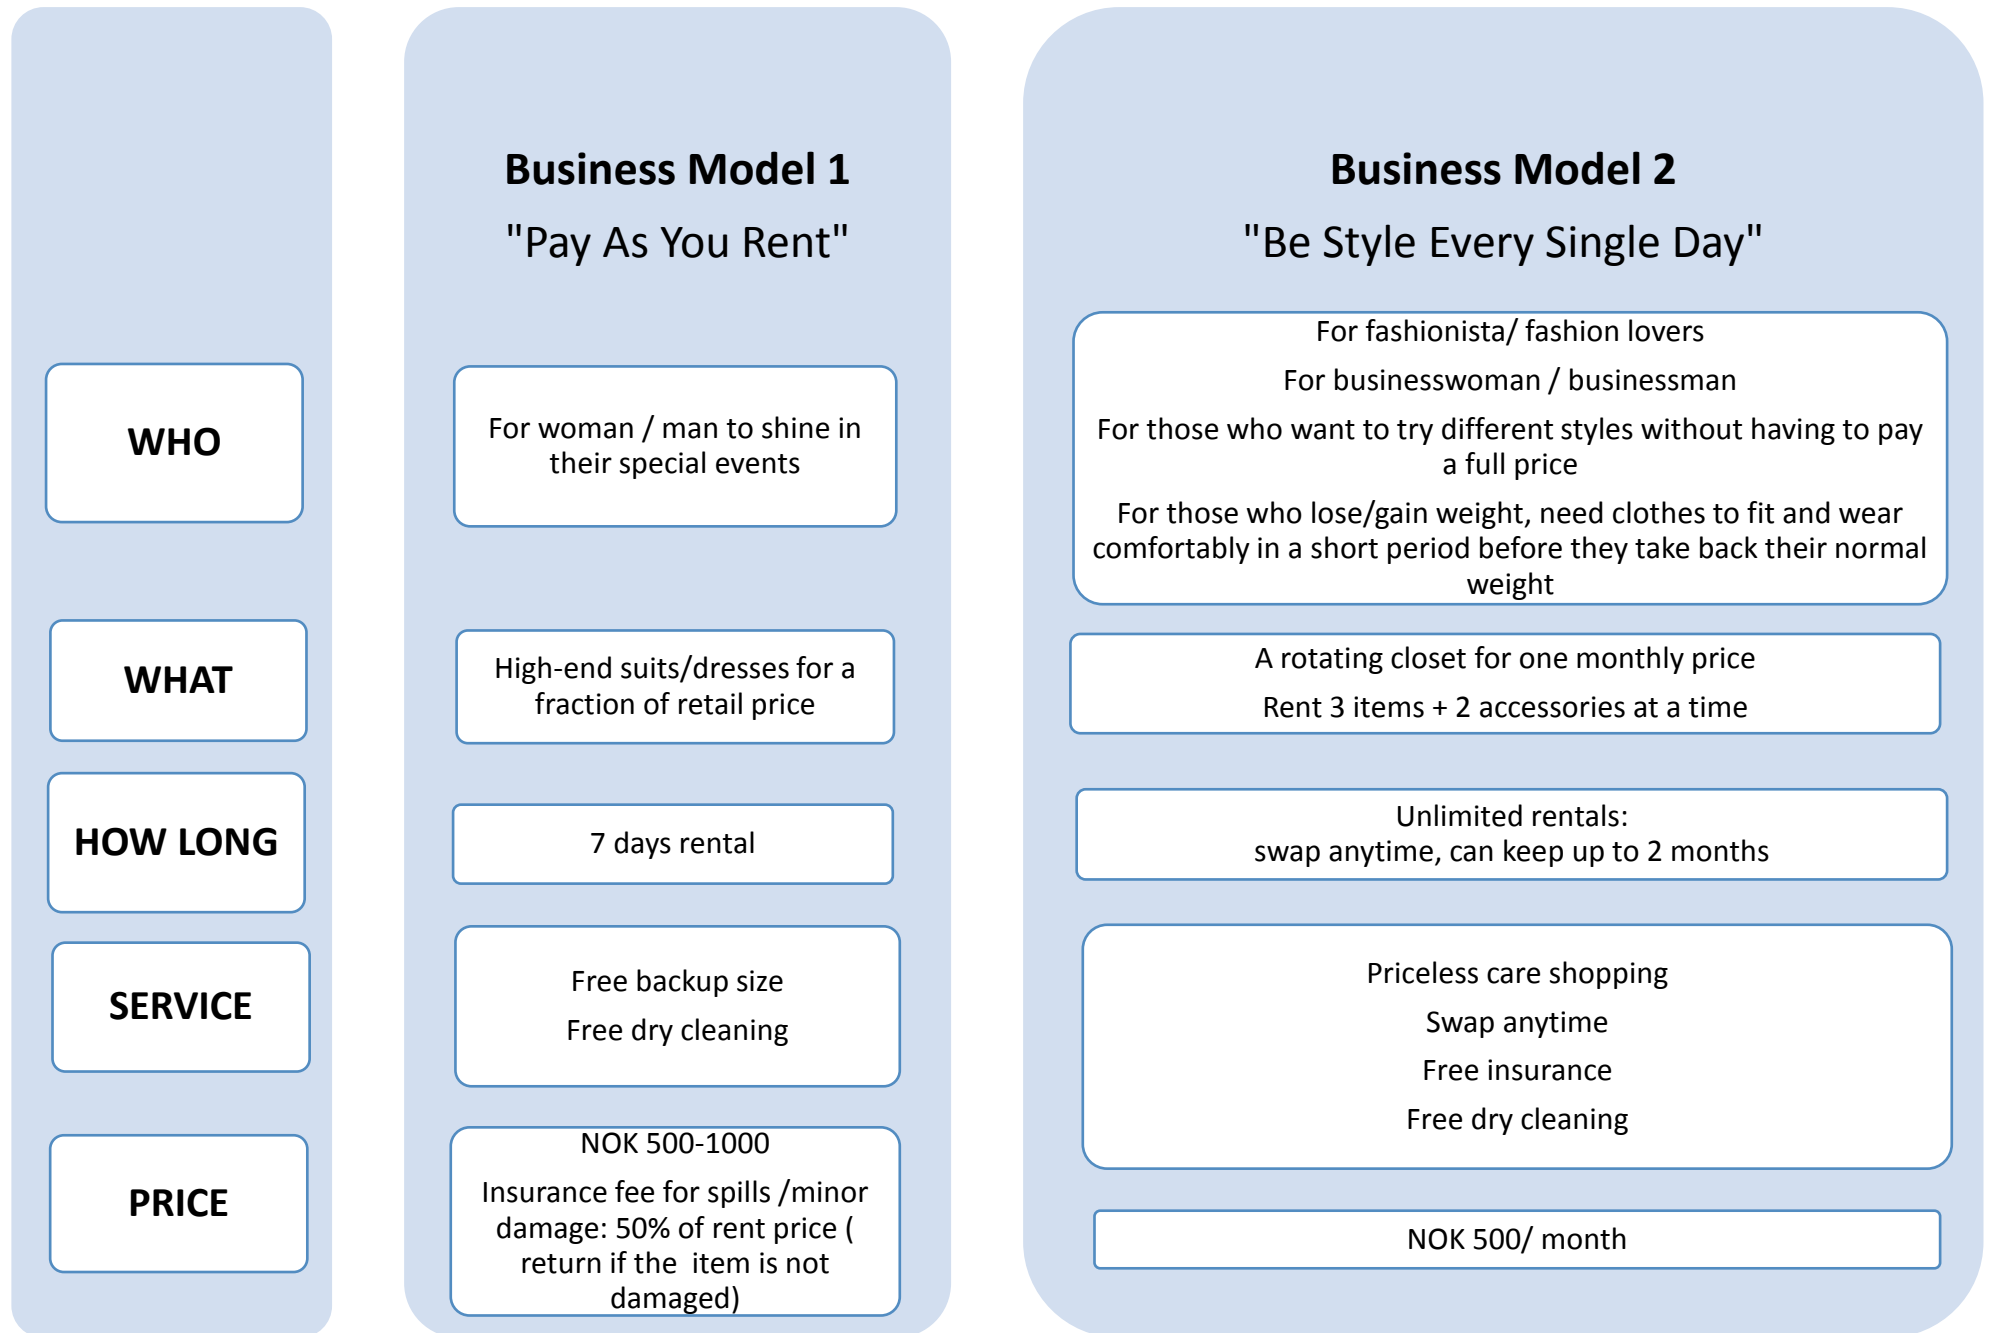 Business Model 1
"Pay As You Rent"
Business Model 2
"Be Style Every Single Day"
WHO
For woman / man to shine in
their special events
For fashionista/ fashion lovers
For businesswoman / businessman
For those who want to try different styles without having to pay
a full price
For those who lose/gain weight, need clothes to fit and wear
comfortably in a short period before they take back their normal
weight
WHAT
High-end suits/dresses for a
fraction of retail price
A rotating closet for one monthly price
Rent 3 items + 2 accessories at a time
HOW LONG
7 days rental
Unlimited rentals:
swap anytime, can keep up to 2 months
SERVICE
Free backup size
Free dry cleaning
Priceless care shopping
Swap anytime
Free insurance
Free dry cleaning
PRICE
NOK 500-1000
Insurance fee for spills /minor
damage: 50% of rent price (
return if the  item is not
damaged)
NOK 500/ month